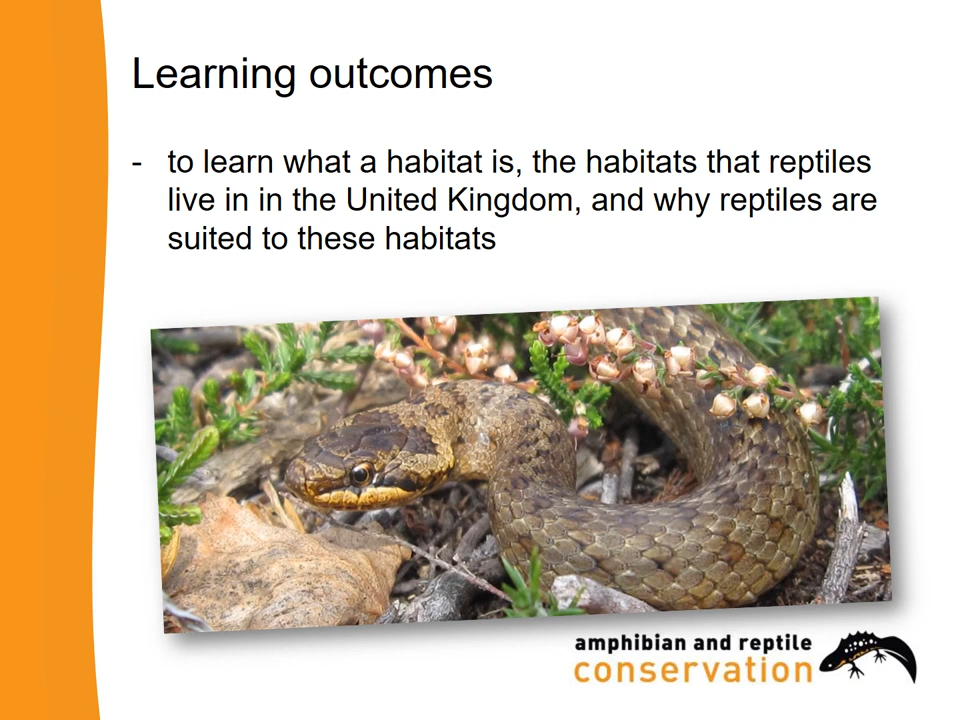 Learning outcomes
- to learn what a habitat is, the habitats that reptiles
live in in the United Kingdom, and why reptiles are
suited to these habitats
amphibian and reptile
conservation